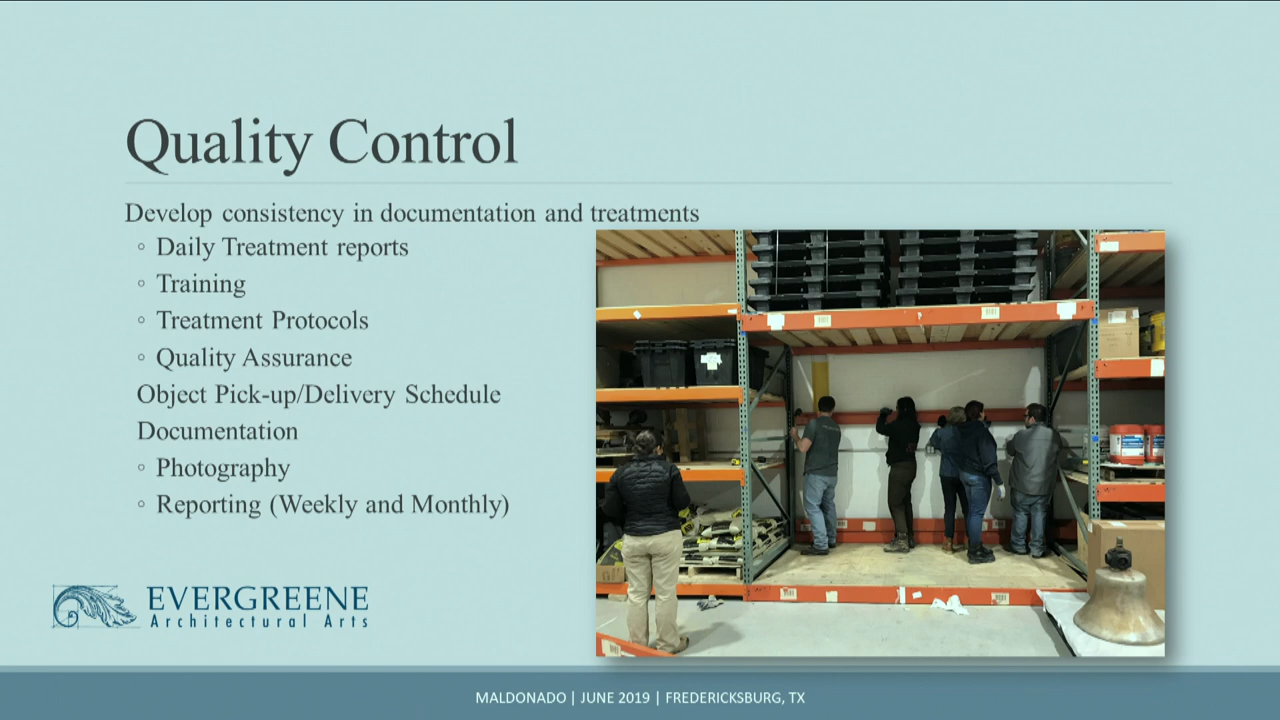 Quality Control
Develop consistency in documentation and treatments
◦ Daily Treatment reports
◦ Training
◦ Treatment Protocols
◦ Quality Assurance
Object Pick-up/Delivery Schedule
Documentation
◦ Photography
◦ Reporting (Weekly and Monthly)
EVERGREENE
Architectural Arts
MALDONADO | JUNE 2019 | FREDERICKSBURG, TX